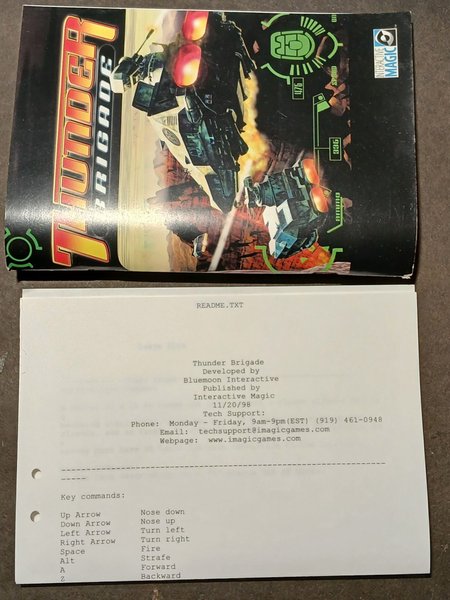 THUNDER
BRIGADE
INTERACTIVE
MAGIC
476
995
README.TXT
Thunder Brigade
Developed by
Bluemoon Interactive
Published by
Interactive Magic
11/20/98
Tech Support:
Phone: Monday - Friday, 9am-9pm(EST) (919) 461-0948
Email: techsupport@imagicgames.com
Webpage: www.imagicgames.com
Key commands:
Up Arrow Nose down
Down Arrow Nose up
Left Arrow Turn left
Right Arrow Turn right
Space Fire
Alt Strafe
A Forward
Z Backward